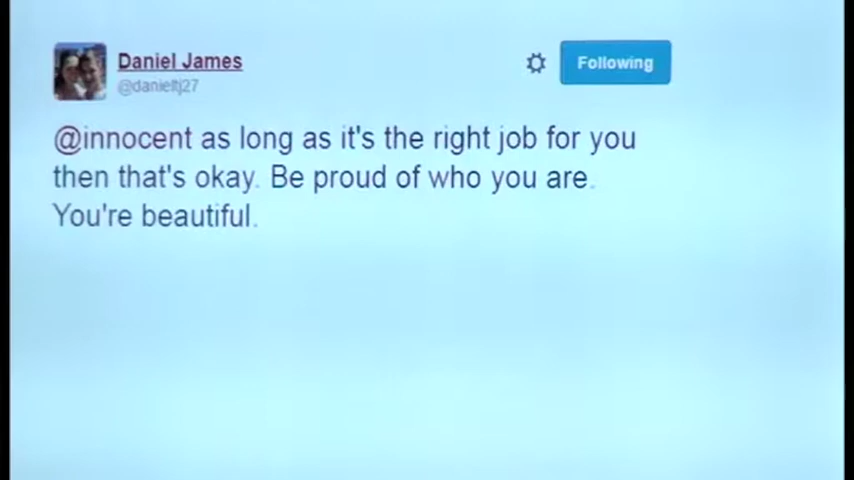 Daniel James
@danieltj27
Following
@innocent as long as it's the right job for you
then that's okay. Be proud of who you are.
You're beautiful.